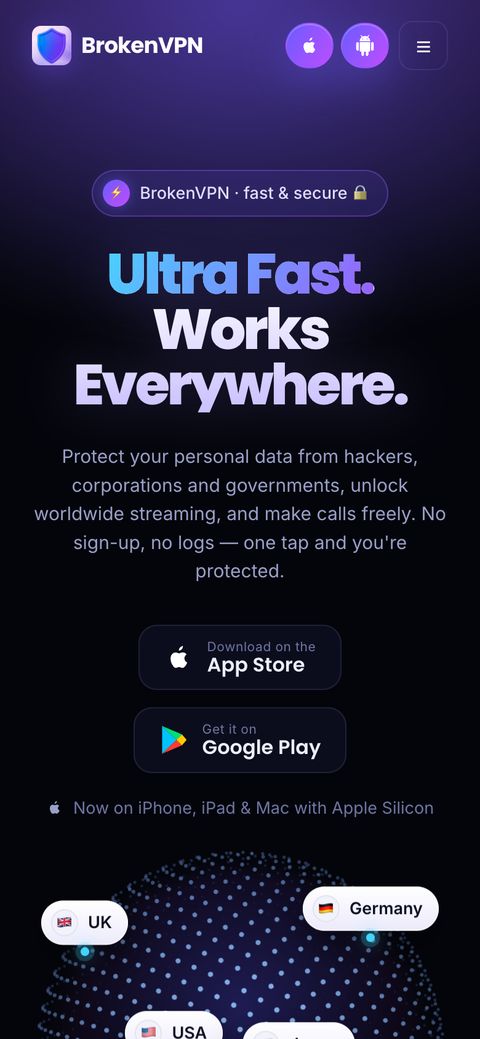 BrokenVPN
BrokenVPN · fast & secure 🔒
Ultra Fast.
Works
Everywhere.
Protect your personal data from hackers,
corporations and governments, unlock
worldwide streaming, and make calls freely. No
sign-up, no logs — one tap and you're
protected.
Download on the
App Store
Get it on
Google Play
Now on iPhone, iPad & Mac with Apple Silicon
Germany
UK
USA